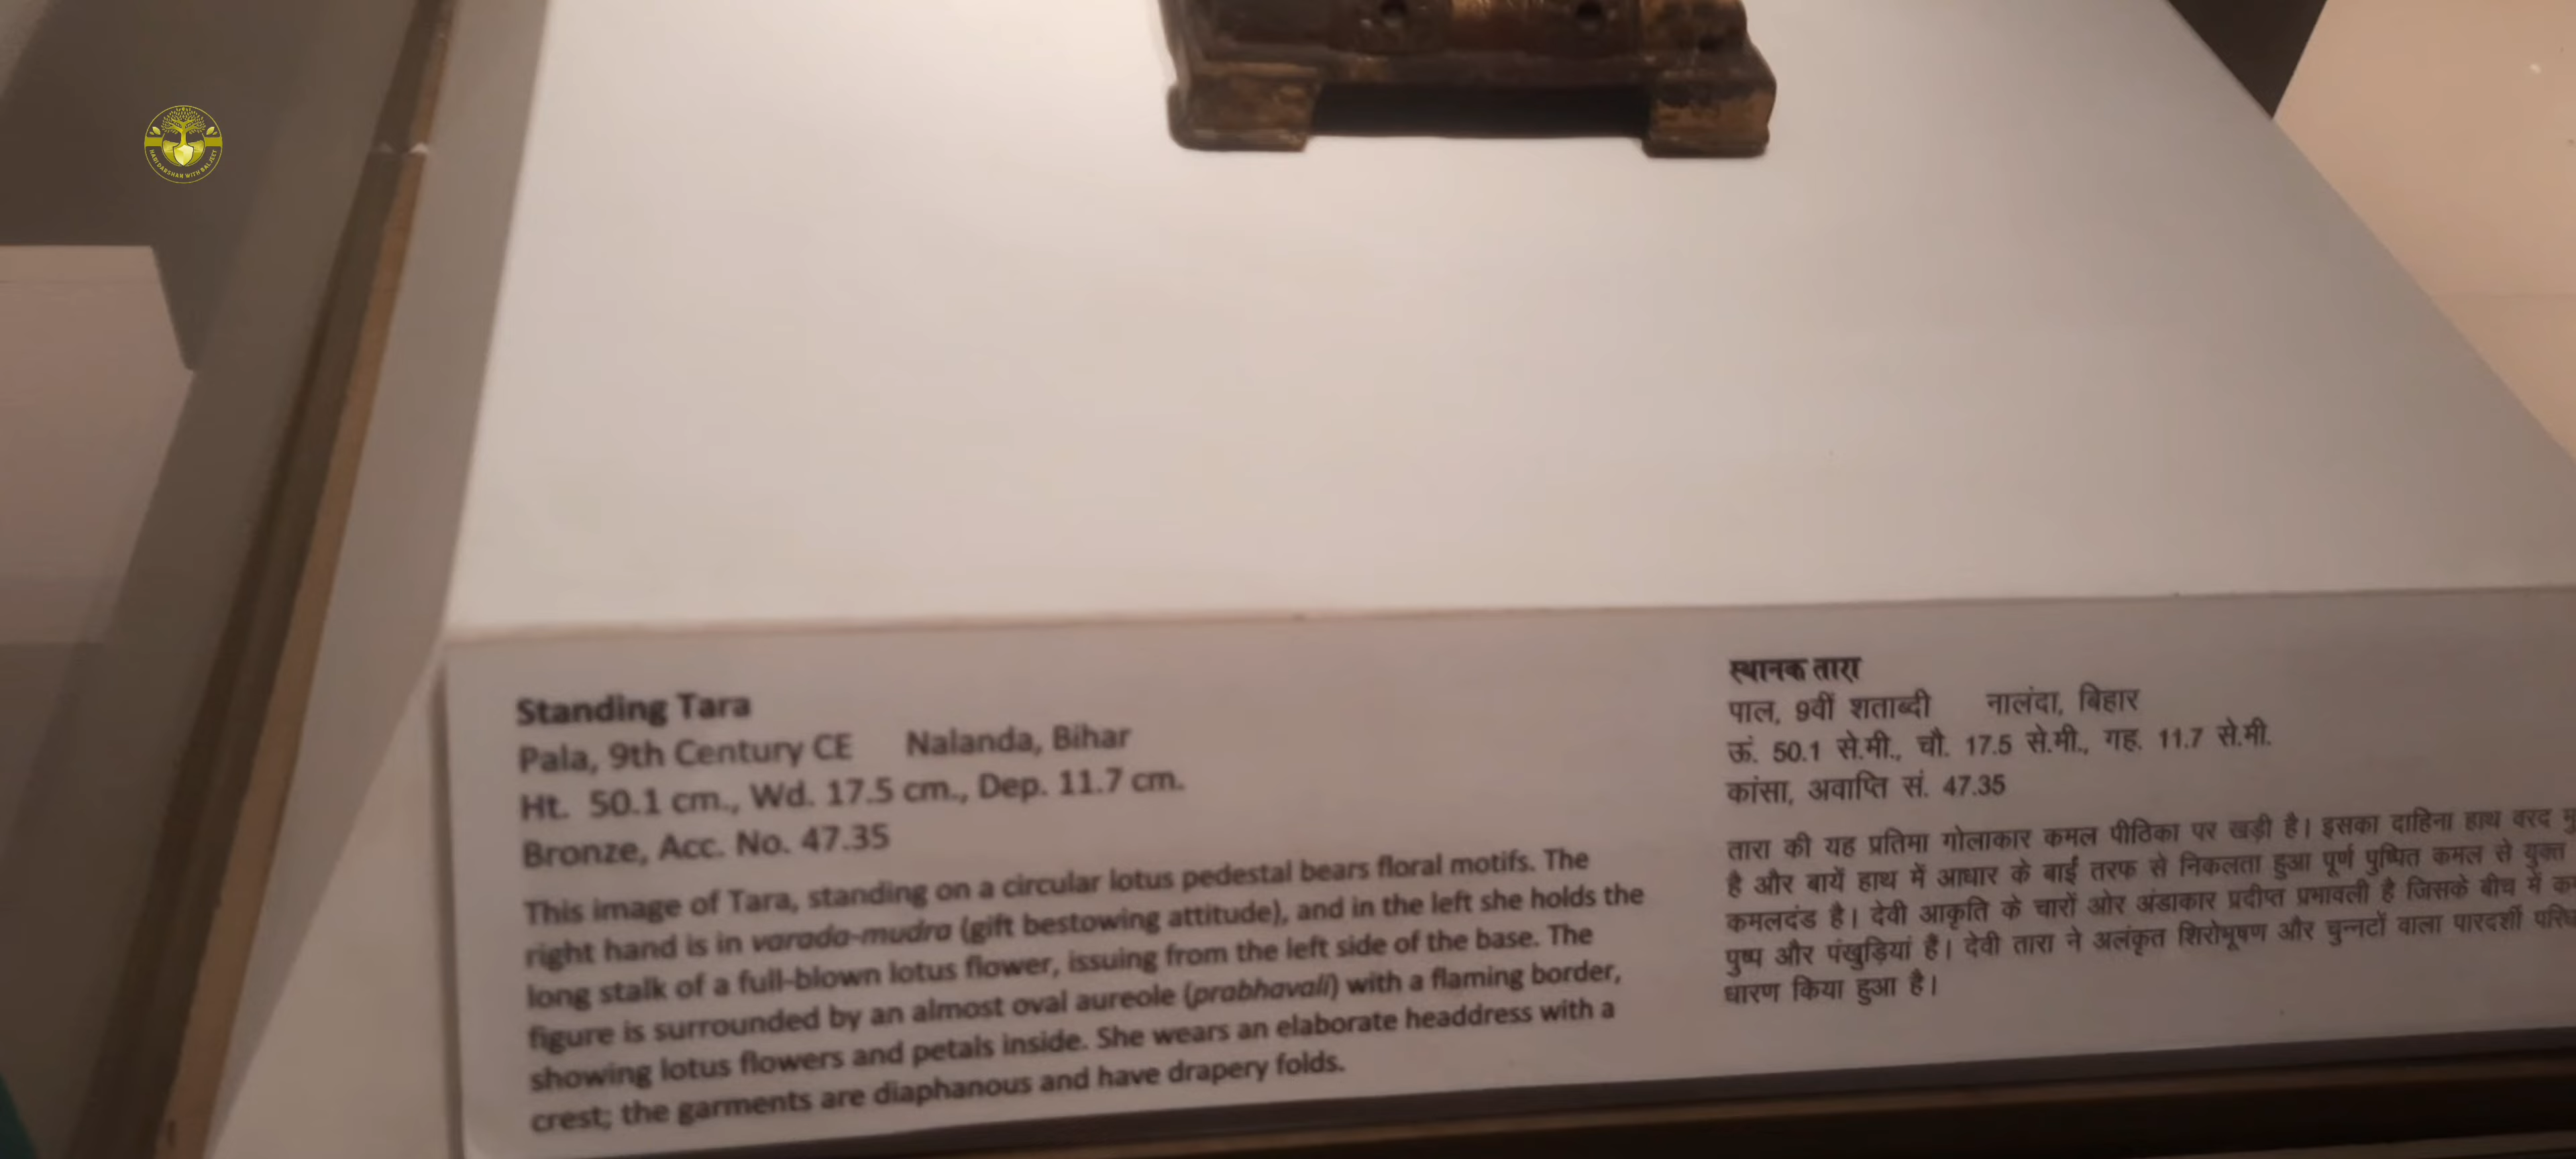 HARI DARSHAN WITH BALJEET
Standing Tara
Pala, 9th Century CE Nalanda, Bihar
Ht. 50.1 cm., Wd. 17.5 cm., Dep. 11.7 cm.
Bronze, Acc. No. 47.35
This image of Tara, standing on a circular lotus pedestal bears floral motifs. The
right hand is in varada-mudra (gift bestowing attitude), and in the left she holds the
long stalk of a full-blown lotus flower, issuing from the left side of the base. The
figure is surrounded by an almost oval aureole (prabhavali) with a flaming border,
showing lotus flowers and petals inside. She wears an elaborate headdress with a
crest; the garments are diaphanous and have drapery folds.
स्थानक तारा
पाल, 9वीं शताब्दी नालंदा, बिहार
ऊं. 50.1 से.मी., चौ. 17.5 से.मी., गह. 11.7 से.मी.
कांसा, अवाप्ति सं. 47.35
तारा की यह प्रतिमा गोलाकार कमल पीठिका पर खड़ी है। इसका दाहिना हाथ वरद
है और बायें हाथ में आधार के बाईं तरफ से निकलता हुआ पूर्ण पुष्पित कमल से युक्त
कमलदंड है। देवी आकृति के चारों ओर अंडाकार प्रदीप्त प्रभावली है जिसके बीच में
पुष्प और पंखुड़ियां हैं। देवी तारा ने अलंकृत शिरोभूषण और चुन्नटों वाला पारदर्शी
धारण किया हुआ है।